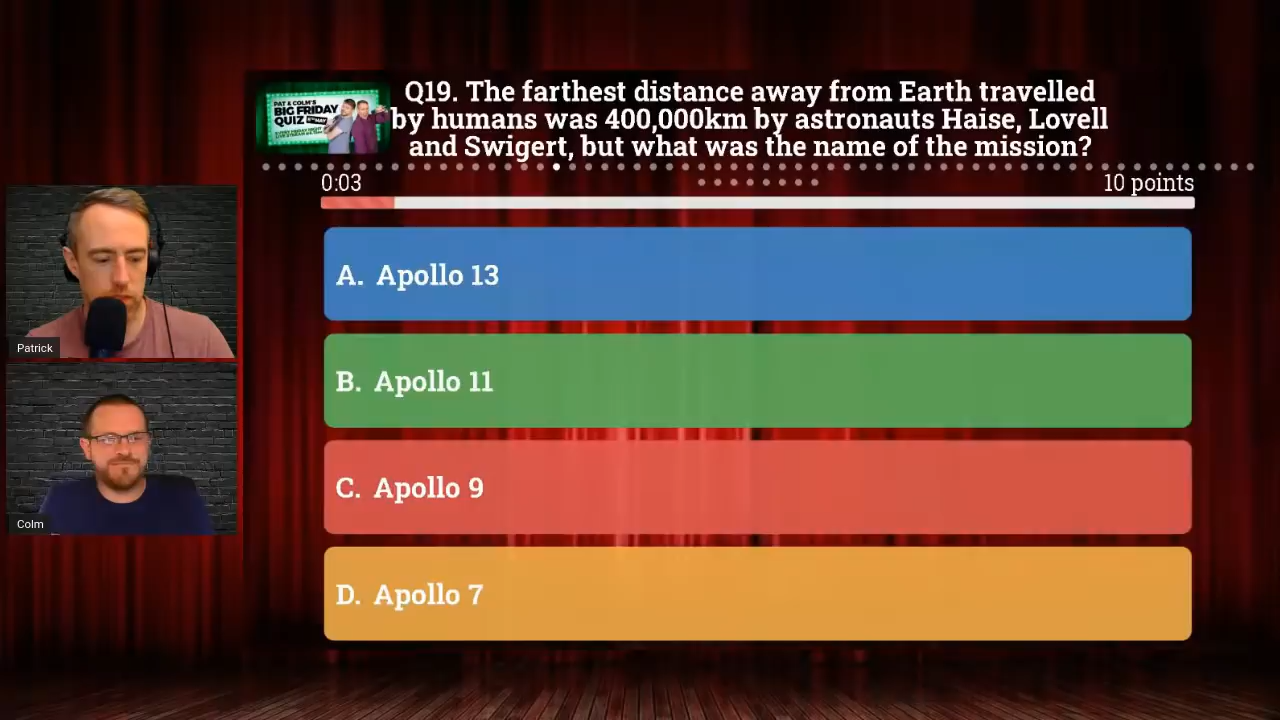 Q19. The farthest distance away from Earth travelled
by humans was 400,000km by astronauts Haise, Lovell
and Swigert, but what was the name of the mission?
PAT & COLM'S
BIG FRIDAY
QUIZ
0:03
10 points
A. Apollo 13
B. Apollo 11
C. Apollo 9
D. Apollo 7
Patrick
Colm